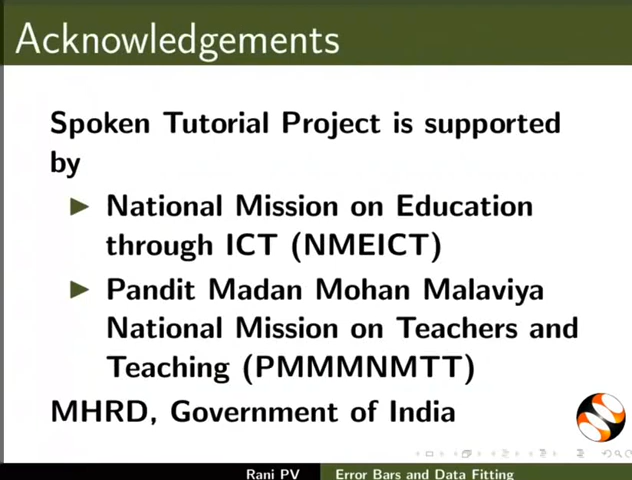 Acknowledgements
Spoken Tutorial Project is supported
by
National Mission on Education
through ICT (NMEICT)
Pandit Madan Mohan Malaviya
National Mission on Teachers and
Teaching (PMMMNMTT)
MHRD, Government of India
Rani PV Error Bars and Data Fitting